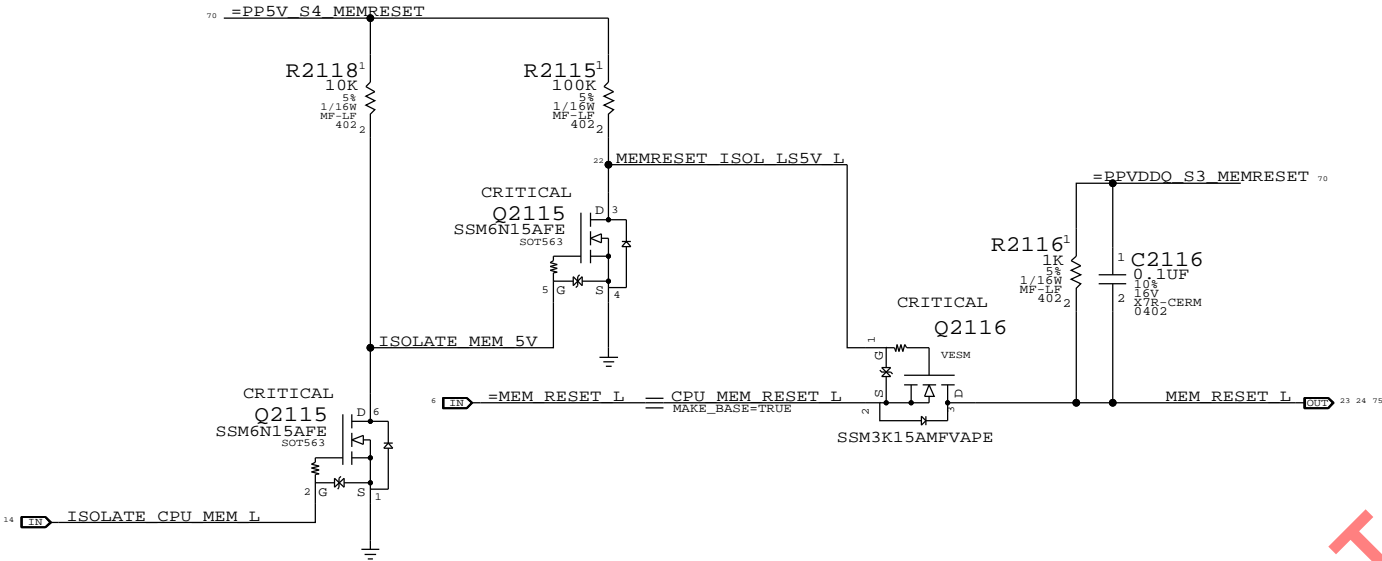 70 =PP5V_S4_MEMRESET
R2118 1
10K
5%
1/16W
MF-LF
402 2
R2115 1
100K
5%
1/16W
MF-LF
402 2
22 MEMRESET_ISOL_LS5V_L
=PPVDDQ_S3_MEMRESET 70
CRITICAL
Q2115
SSM6N15AFE
SOT563
D 3
5 G S 4
R2116 1
1K
5%
1/16W
MF-LF
402 2
1 C2116
0.1UF
10%
16V
2 X7R-CERM
0402
CRITICAL
Q2116
VESM
1
G
S
2
D
3
SSM3K15AMFVAPE
ISOLATE_MEM_5V
CRITICAL
Q2115
SSM6N15AFE
SOT563
D 6
2 G S 1
6 IN =MEM_RESET_L CPU_MEM_RESET_L
MAKE_BASE=TRUE
MEM_RESET_L OUT 23 24 75
14 IN ISOLATE_CPU_MEM_L
T